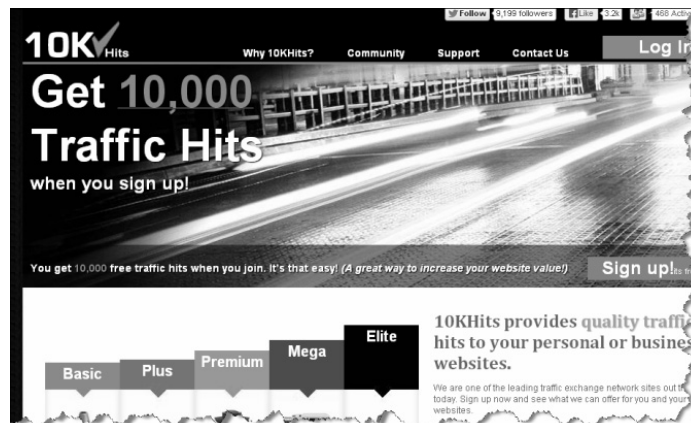 Follow 9,199 followers Like 3.2k 468
10K Hits
Why 10KHits? Community Support Contact Us Log In
Get 10,000
Traffic Hits
when you sign up!
You get 10,000 free traffic hits when you join. It's that easy! (A great way to increase your website value!) Sign up!
Basic Plus Premium Mega Elite
10KHits provides quality traffic
hits to your personal or
websites.
We are one of the leading traffic exchange network sites out
today. Sign up now and see what we can offer for you and your
websites.